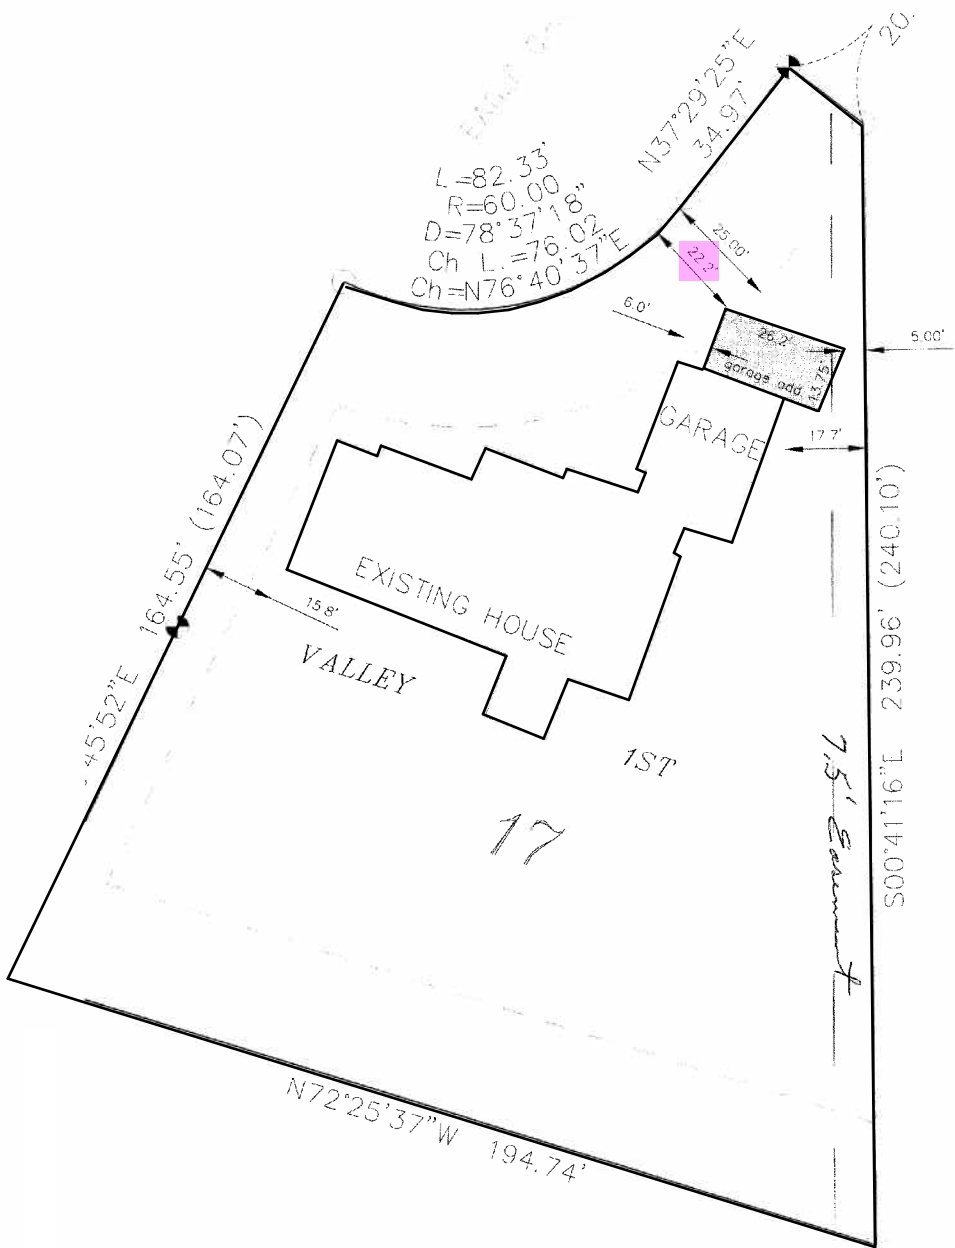 20.
N37°29'25"E
34.97'
L=82.33'
R=60.00
D=78°37'18"
Ch L.=76.02
Ch=N76°40'37"E
25.00'
22.2'
6.0'
26.2'
garage add.
13.75'
5.00'
GARAGE
17.7'
164.55' (164.07')
45'52"E
EXISTING HOUSE
15.8'
VALLEY
1ST
17
7.5' Easement
S00°41'16"E 239.96' (240.10')
N72°25'37"W 194.74'